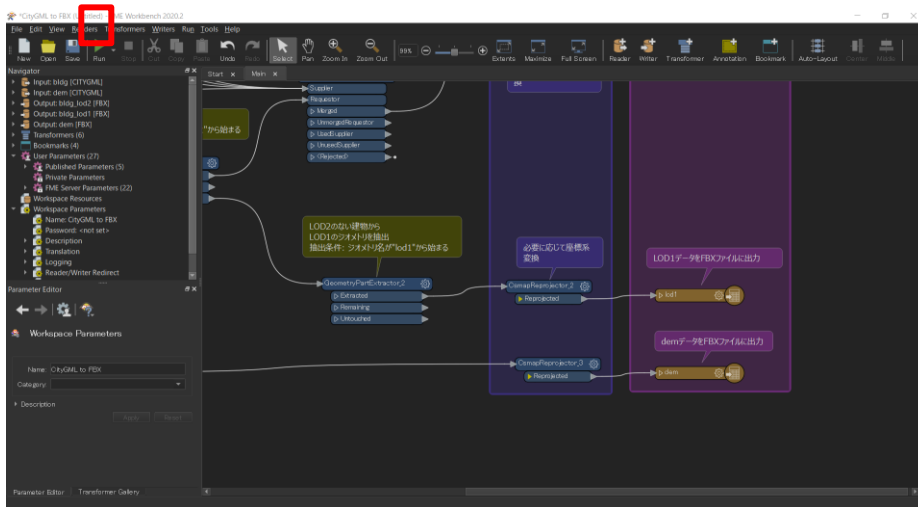 *CityGML to FBX (Untitled) - FME Workbench 2020.2
File Edit View Readers Transformers Writers Run Tools Help
New Open Save Run Stop Cut Copy Paste Undo Redo Select Pan Zoom In Zoom Out Extents Maximize Full Screen Reader Writer Transformer Annotation Bookmark Auto-Layout Center Middle
Navigator
Start Main
Input: bldg [CITYGML]
Input: dem [CITYGML]
Output: bldg_lod2 [FBX]
Output: bldg_lod1 [FBX]
Output: dem [FBX]
Transformers (6)
Bookmarks (4)
User Parameters (27)
Published Parameters (5)
Private Parameters
FME Server Parameters (22)
Workspace Resources
Workspace Parameters
Name: CityGML to FBX
Password: <not set>
Description
Translation
Logging
Reader/Writer Redirect
Parameter Editor
Workspace Parameters
Name: CityGML to FBX
Category:
Description
Apply Reset
Parameter Editor Transformer Gallery
"から始まる
Supplier
Requestor
Merged
UnmergedRequestor
UsedSupplier
UnusedSupplier
<Rejected>
換
LOD2のない建物から
LOD1のジオメトリを抽出
抽出条件: ジオメトリ名が"lod1"から始まる
GeometryPartExtractor_2
Extracted
Remaining
Untouched
必要に応じて座標系
変換
CsmapReprojector_2
Reprojected
LOD1データをFBXファイルに出力
lod1
demデータをFBXファイルに出力
CsmapReprojector_3
Reprojected
dem